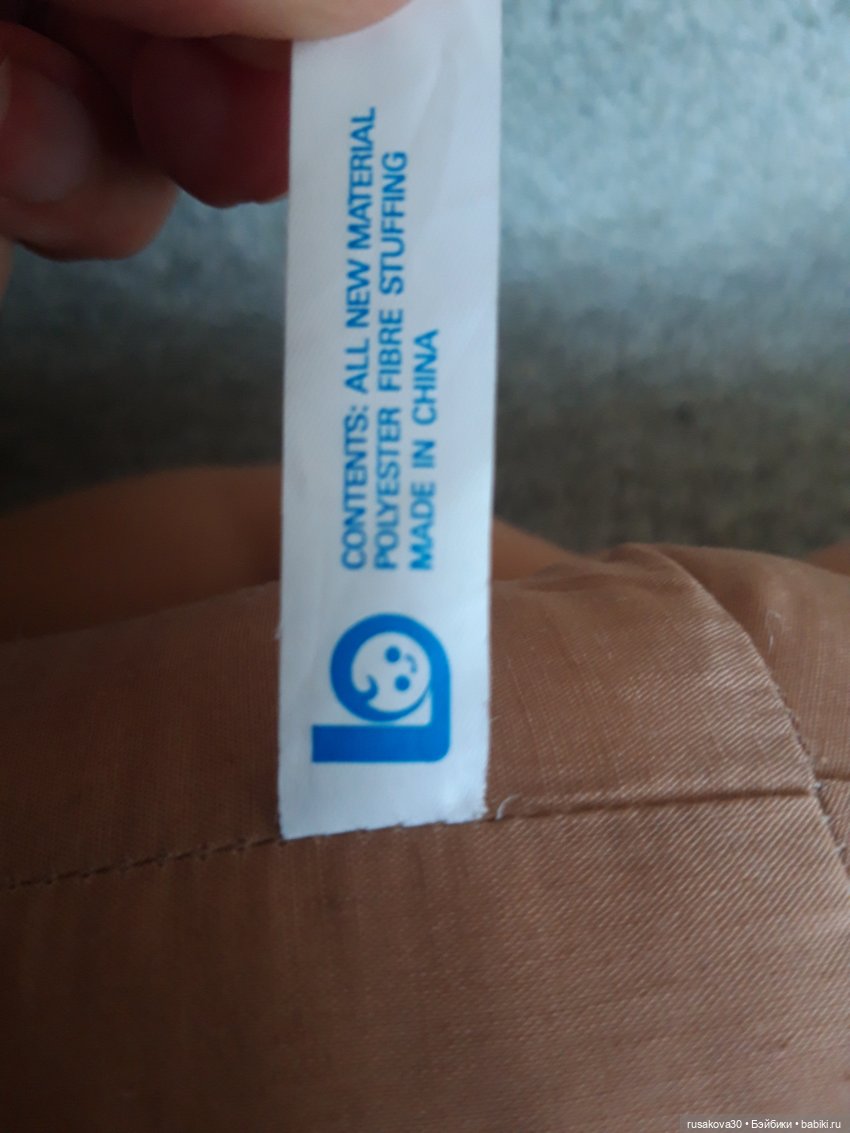 CONTENTS: ALL NEW MATERIAL
POLYESTER FIBRE STUFFING
MADE IN CHINA
rusakova30 • Бэйбики • babiki.ru